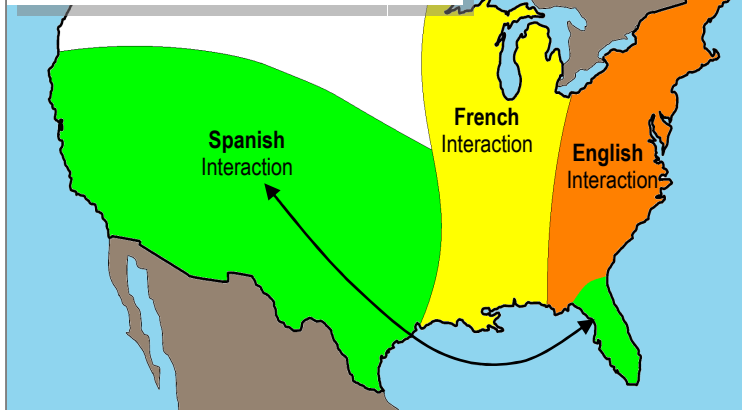 Spanish
Interaction
French
Interaction
English
Interaction